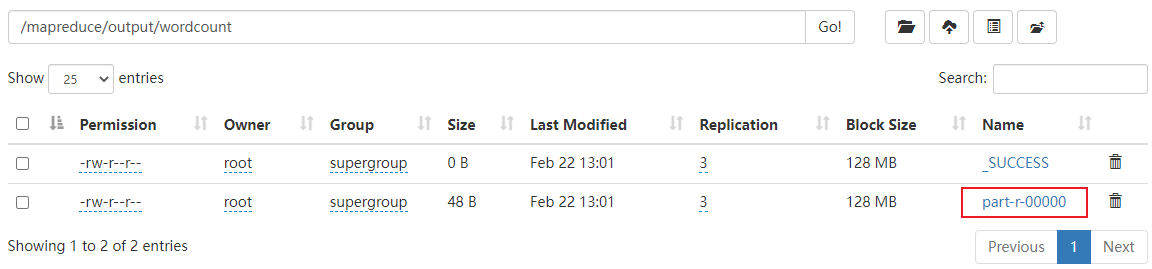 /mapreduce/output/wordcount Go!
Show 25 entries Search:
Permission Owner Group Size Last Modified Replication Block Size Name
-rw-r--r-- root supergroup 0 B Feb 22 13:01 3 128 MB _SUCCESS
-rw-r--r-- root supergroup 48 B Feb 22 13:01 3 128 MB part-r-00000
Showing 1 to 2 of 2 entries Previous 1 Next